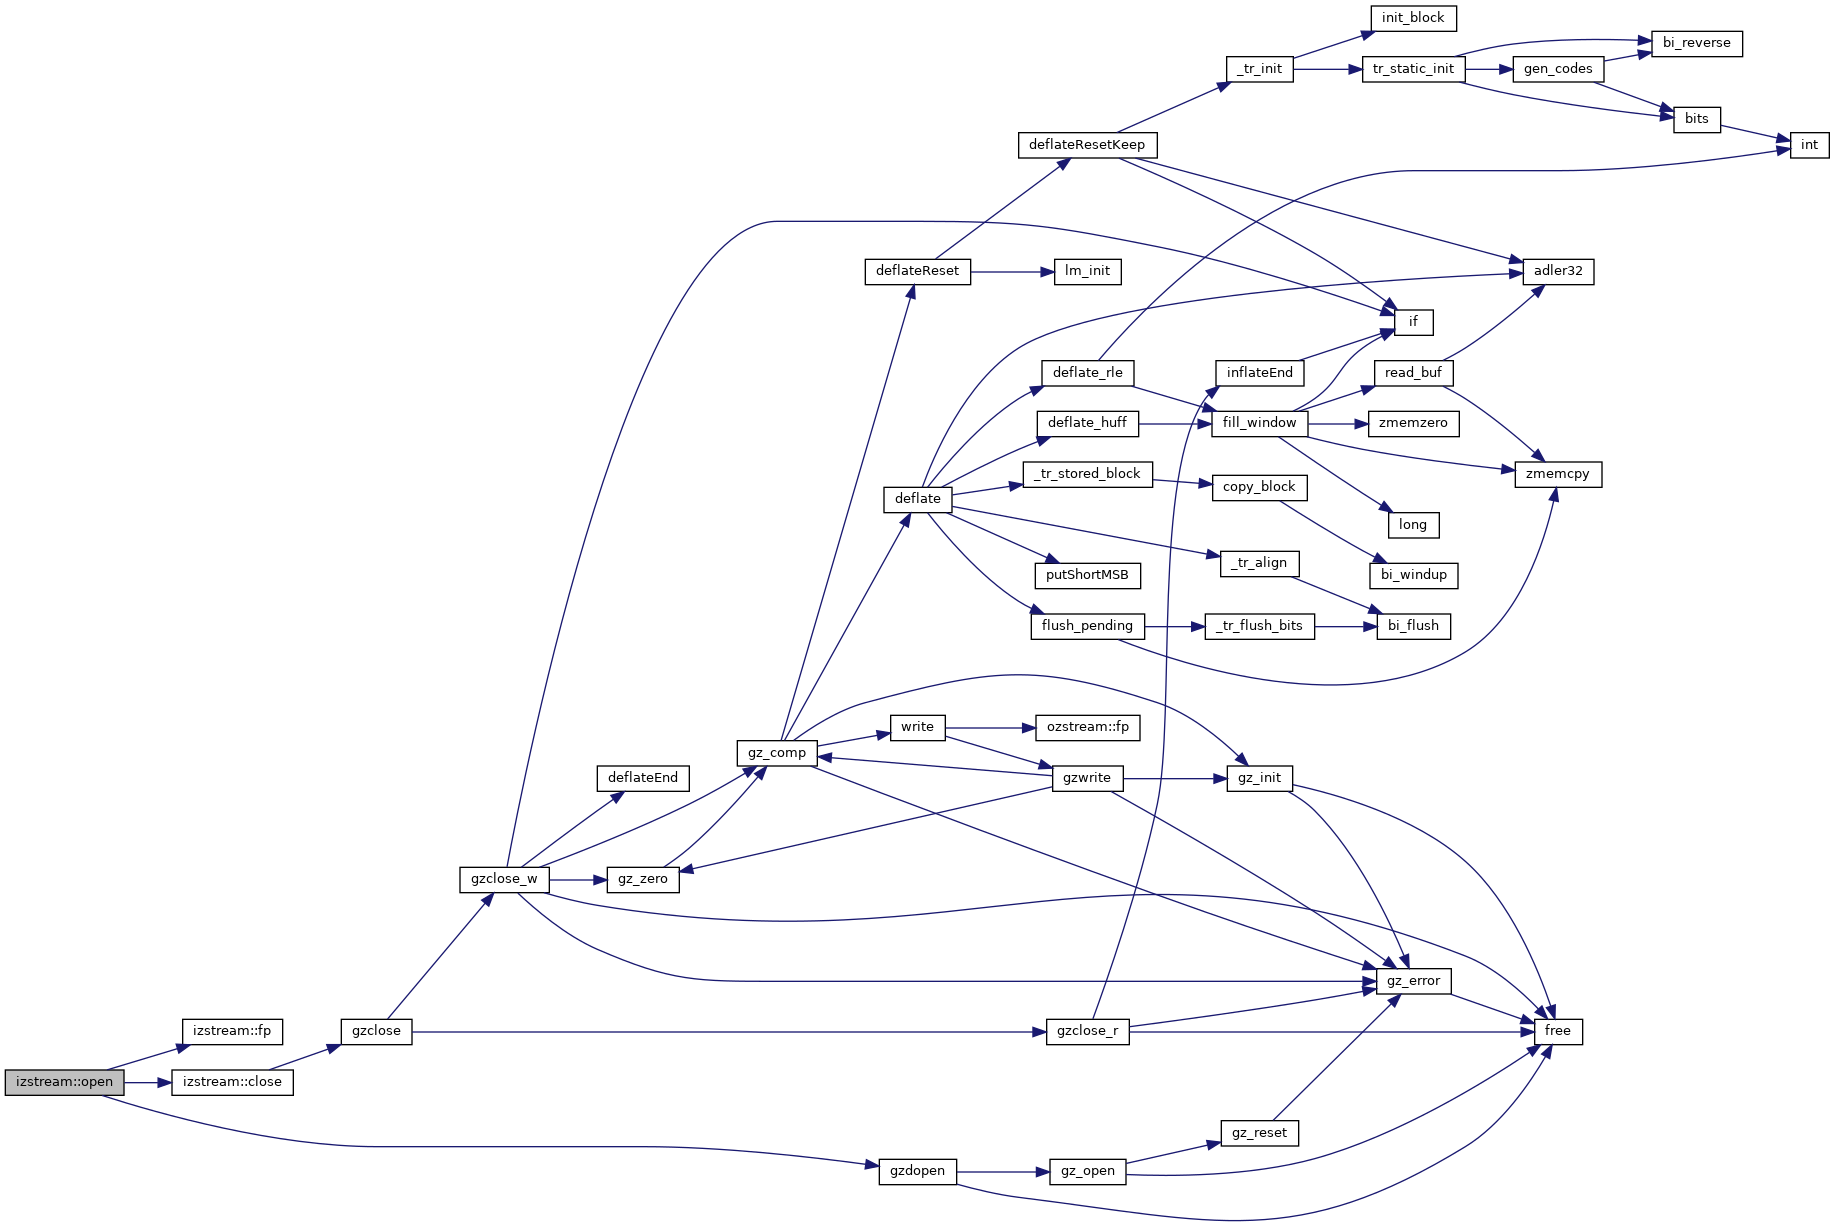 init_block
bi_reverse
_tr_init
tr_static_init
gen_codes
bits
deflateResetKeep
int
deflateReset
lm_init
adler32
if
deflate_rle
inflateEnd
read_buf
deflate_huff
fill_window
zmemzero
_tr_stored_block
zmemcpy
copy_block
deflate
long
_tr_align
putShortMSB
bi_windup
flush_pending
_tr_flush_bits
bi_flush
write
ozstream::fp
gz_comp
deflateEnd
gzwrite
gz_init
gzclose_w
gz_zero
gz_error
izstream::fp
gzclose
gzclose_r
free
izstream::open
izstream::close
gz_reset
gzdopen
gz_open